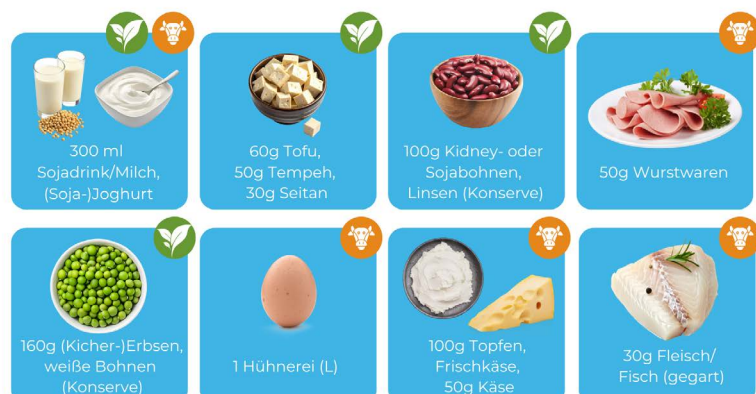 300 ml
Sojadrink/Milch,
(Soja-)Joghurt
60g Tofu,
50g Tempeh,
30g Seitan
100g Kidney- oder
Sojabohnen,
Linsen (Konserve)
50g Wurstwaren
160g (Kicher-)Erbsen,
weiße Bohnen
(Konserve)
1 Hühnerei (L)
100g Topfen,
Frischkäse,
50g Käse
30g Fleisch/
Fisch (gegart)